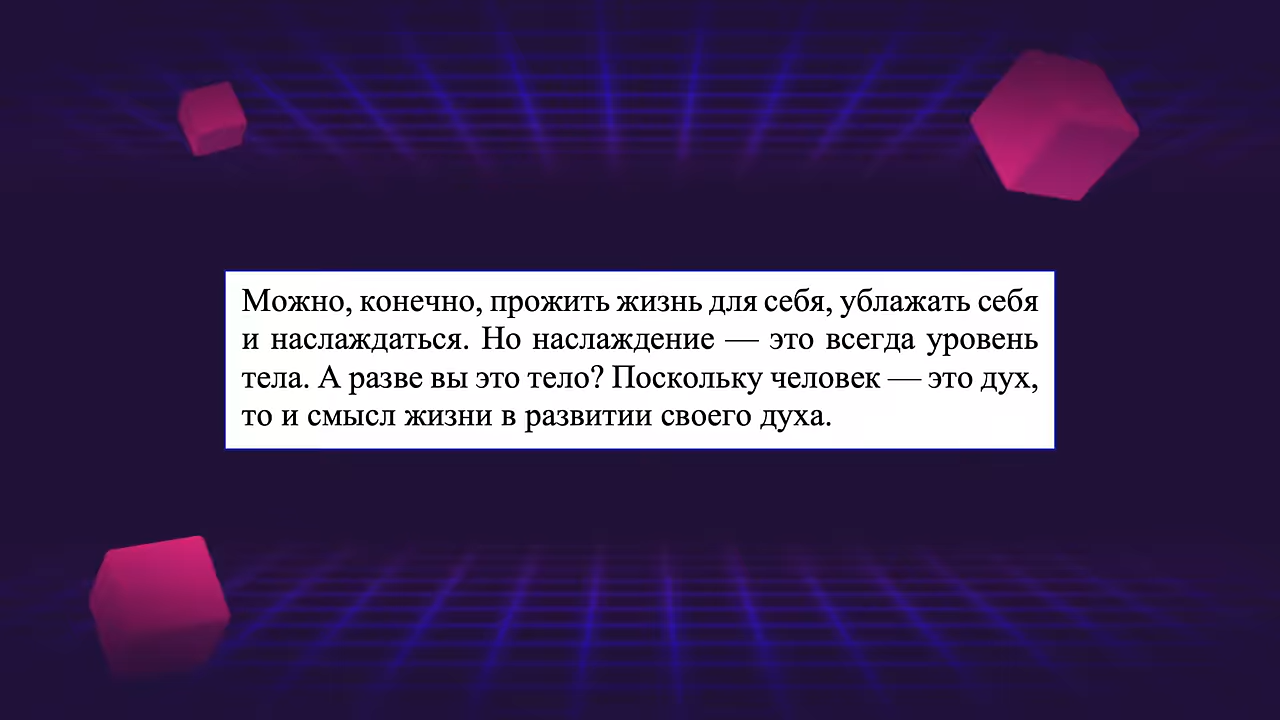 Можно, конечно, прожить жизнь для себя, ублажать себя
и наслаждаться. Но наслаждение — это всегда уровень
тела. А разве вы это тело? Поскольку человек — это дух,
то и смысл жизни в развитии своего духа.